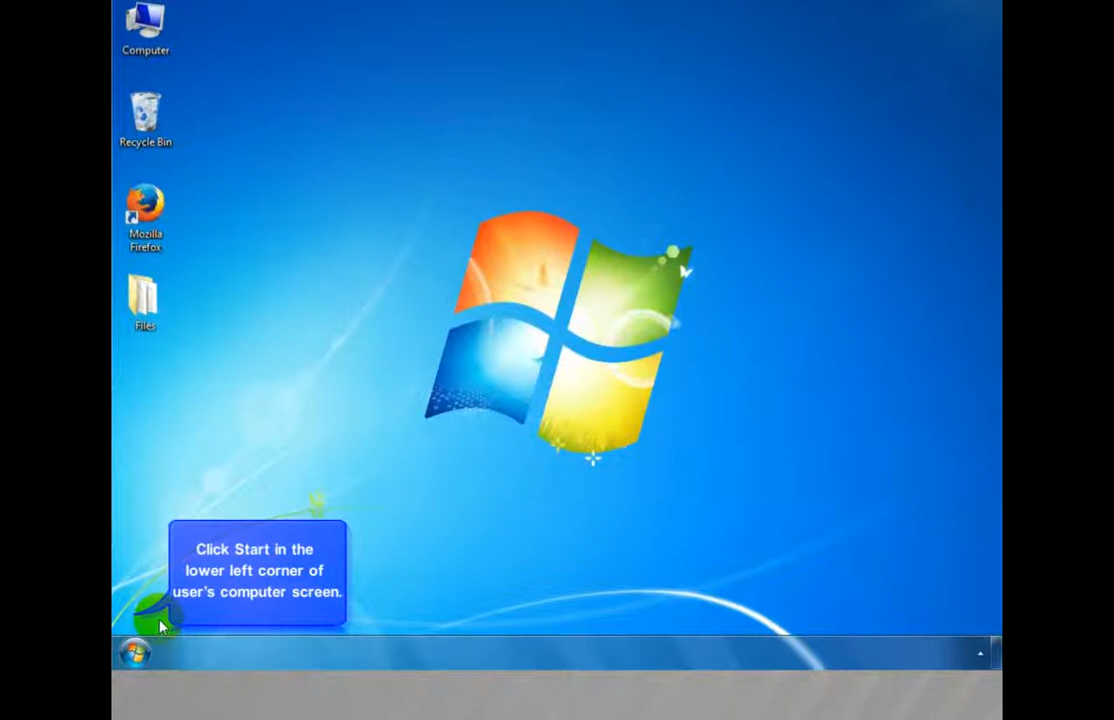 Computer
Recycle Bin
Mozilla
Firefox
Files
Click Start in the
lower left corner of
user's computer screen.